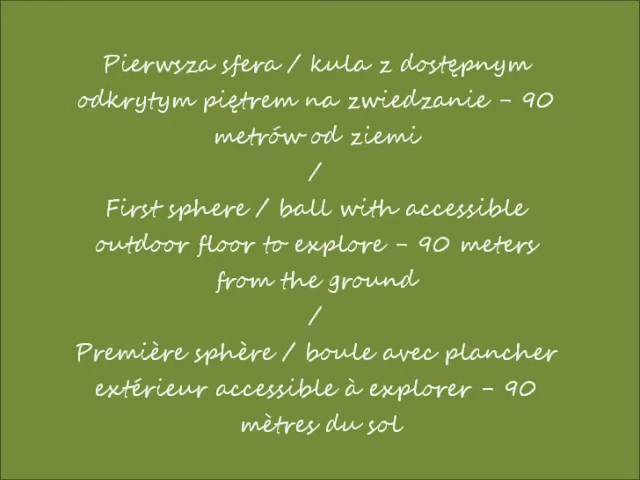 Pierwsza sfera / kula z dostępnym
odkrytym piętrem na zwiedzanie - 90
metrów od ziemi
/
First sphere / ball with accessible
outdoor floor to explore - 90 meters
from the ground
/
Première sphère / boule avec plancher
extérieur accessible à explorer - 90
mètres du sol